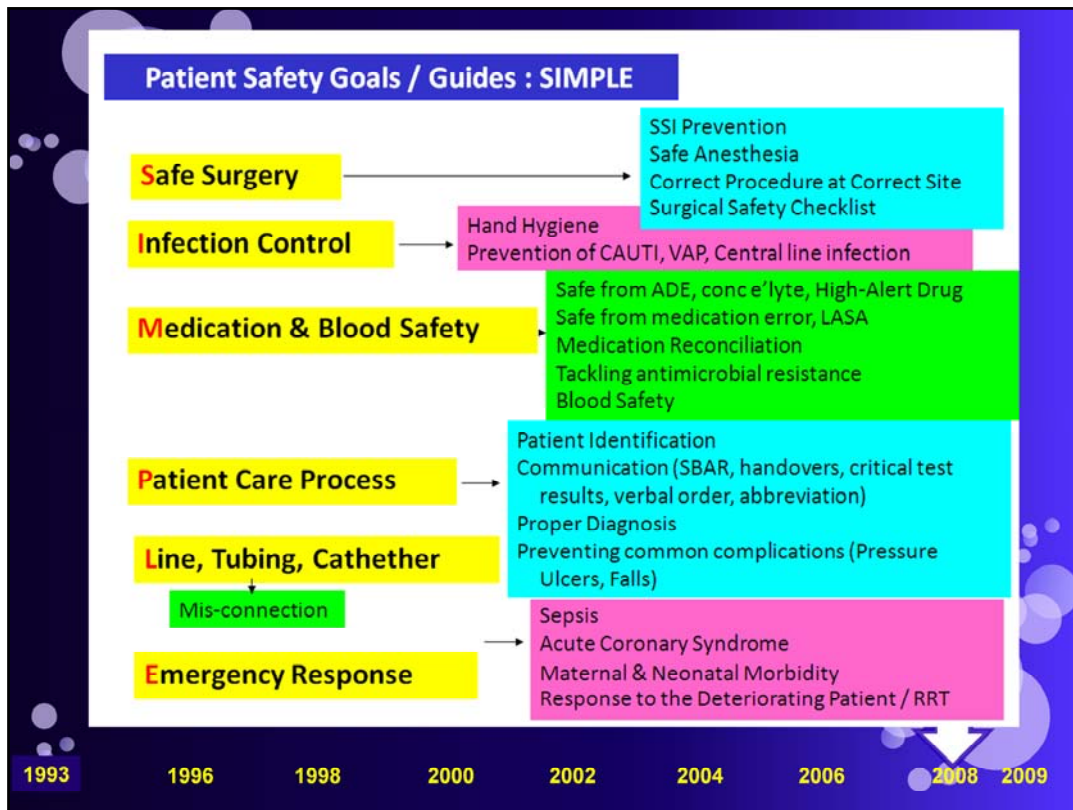 Patient Safety Goals / Guides : SIMPLE
Safe Surgery
SSI Prevention
Safe Anesthesia
Correct Procedure at Correct Site
Surgical Safety Checklist
Infection Control
Hand Hygiene
Prevention of CAUTI, VAP, Central line infection
Medication & Blood Safety
Safe from ADE, conc e’lyte, High-Alert Drug
Safe from medication error, LASA
Medication Reconciliation
Tackling antimicrobial resistance
Blood Safety
Patient Care Process
Patient Identification
Communication (SBAR, handovers, critical test
results, verbal order, abbreviation)
Proper Diagnosis
Preventing common complications (Pressure
Ulcers, Falls)
Line, Tubing, Cathether
Mis-connection
Emergency Response
Sepsis
Acute Coronary Syndrome
Maternal & Neonatal Morbidity
Response to the Deteriorating Patient / RRT
1993 1996 1998 2000 2002 2004 2006 2008 2009